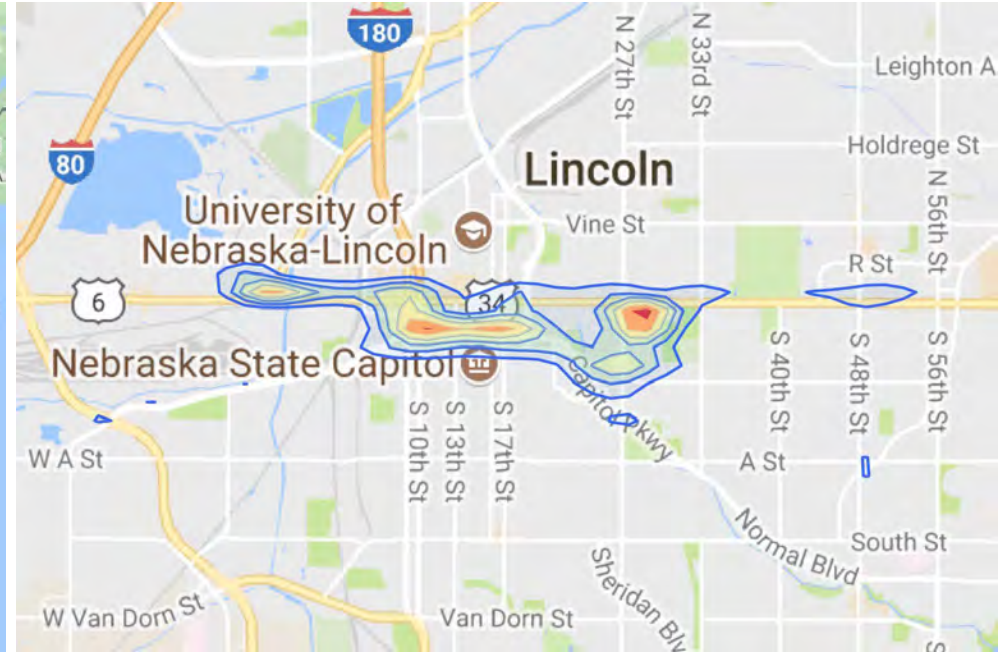 180
N 27th St
N 33rd St
Leighton A
80
Holdrege St
Lincoln
N 56th St
University of
Nebraska-Lincoln
Vine St
R St
6
34
Nebraska State Capitol
Capitol Pkwy
S 40th St
S 48th St
S 56th St
S 10th St
S 13th St
S 17th St
W A St
A St
Normal Blvd
South St
Sheridan Blv
W Van Dorn St
Van Dorn St
S